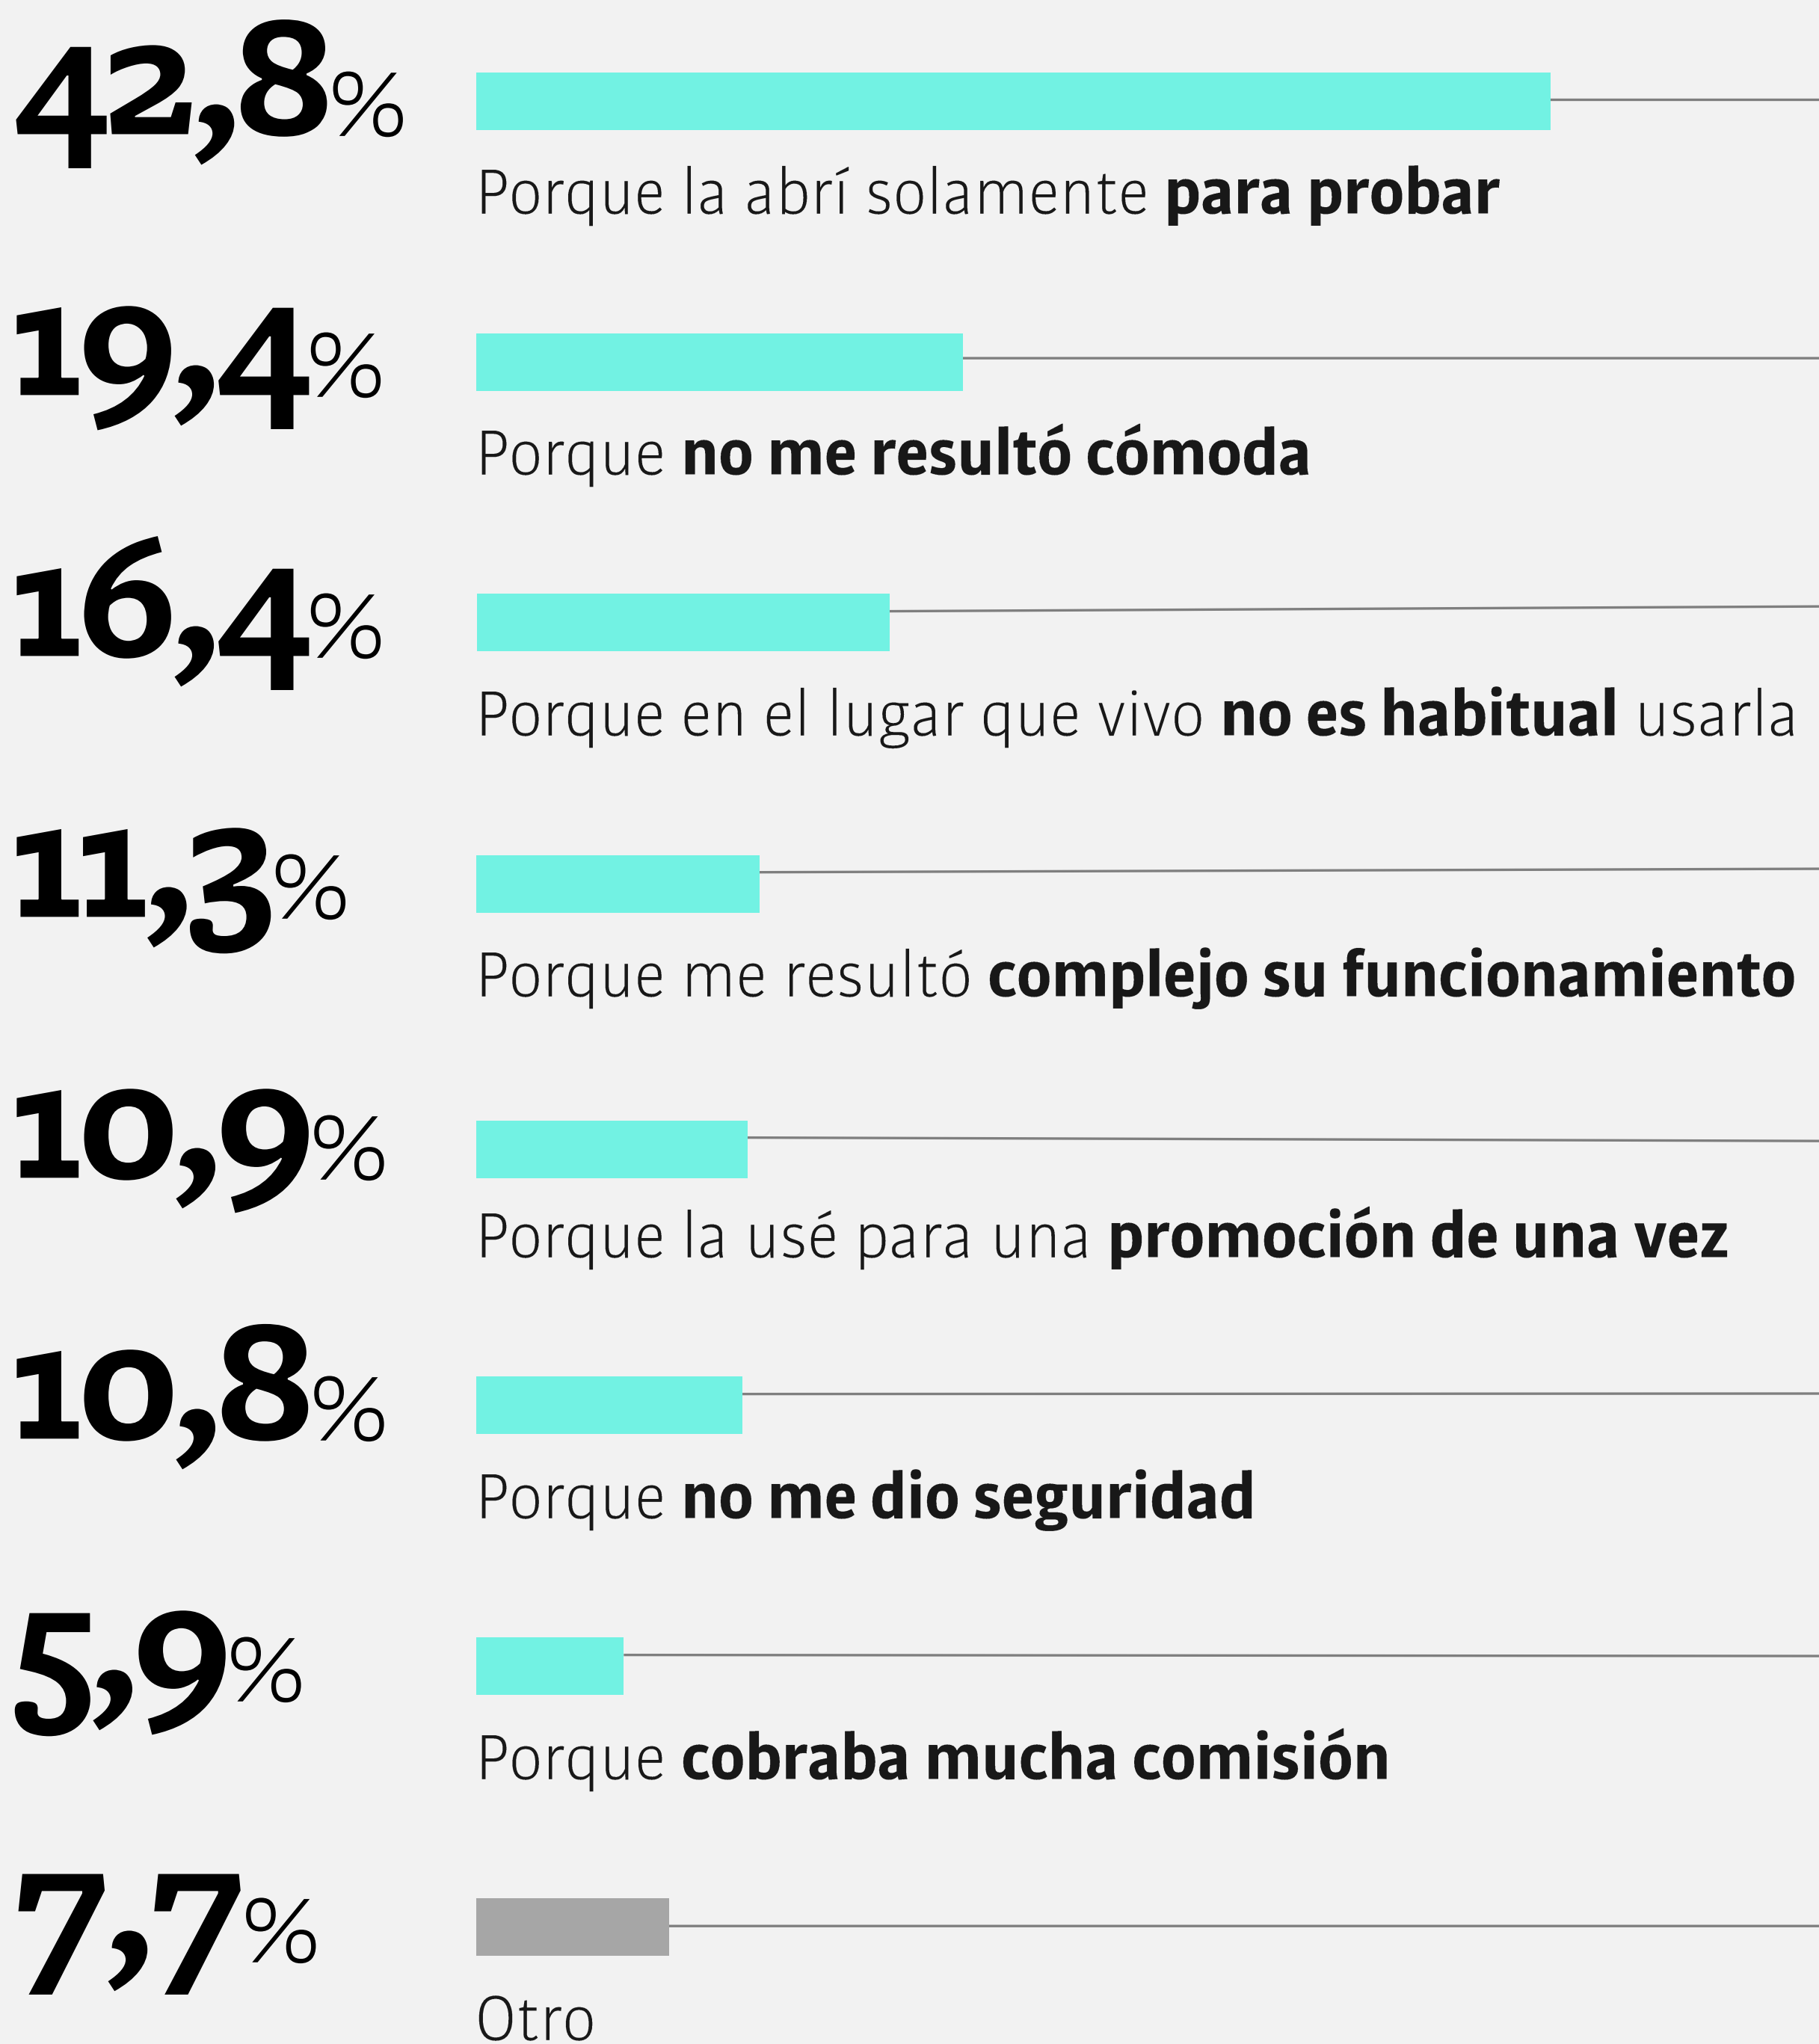 42,8%
Porque la abrí solamente para probar
19,4%
Porque no me resultó cómoda
16,4%
Porque en el lugar que vivo no es habitual usarla
11,3%
Porque me resultó complejo su funcionamiento
10,9%
Porque la usé para una promoción de una vez
10,8%
Porque no me dio seguridad
5,9%
Porque cobraba mucha comisión
7,7%
Otro